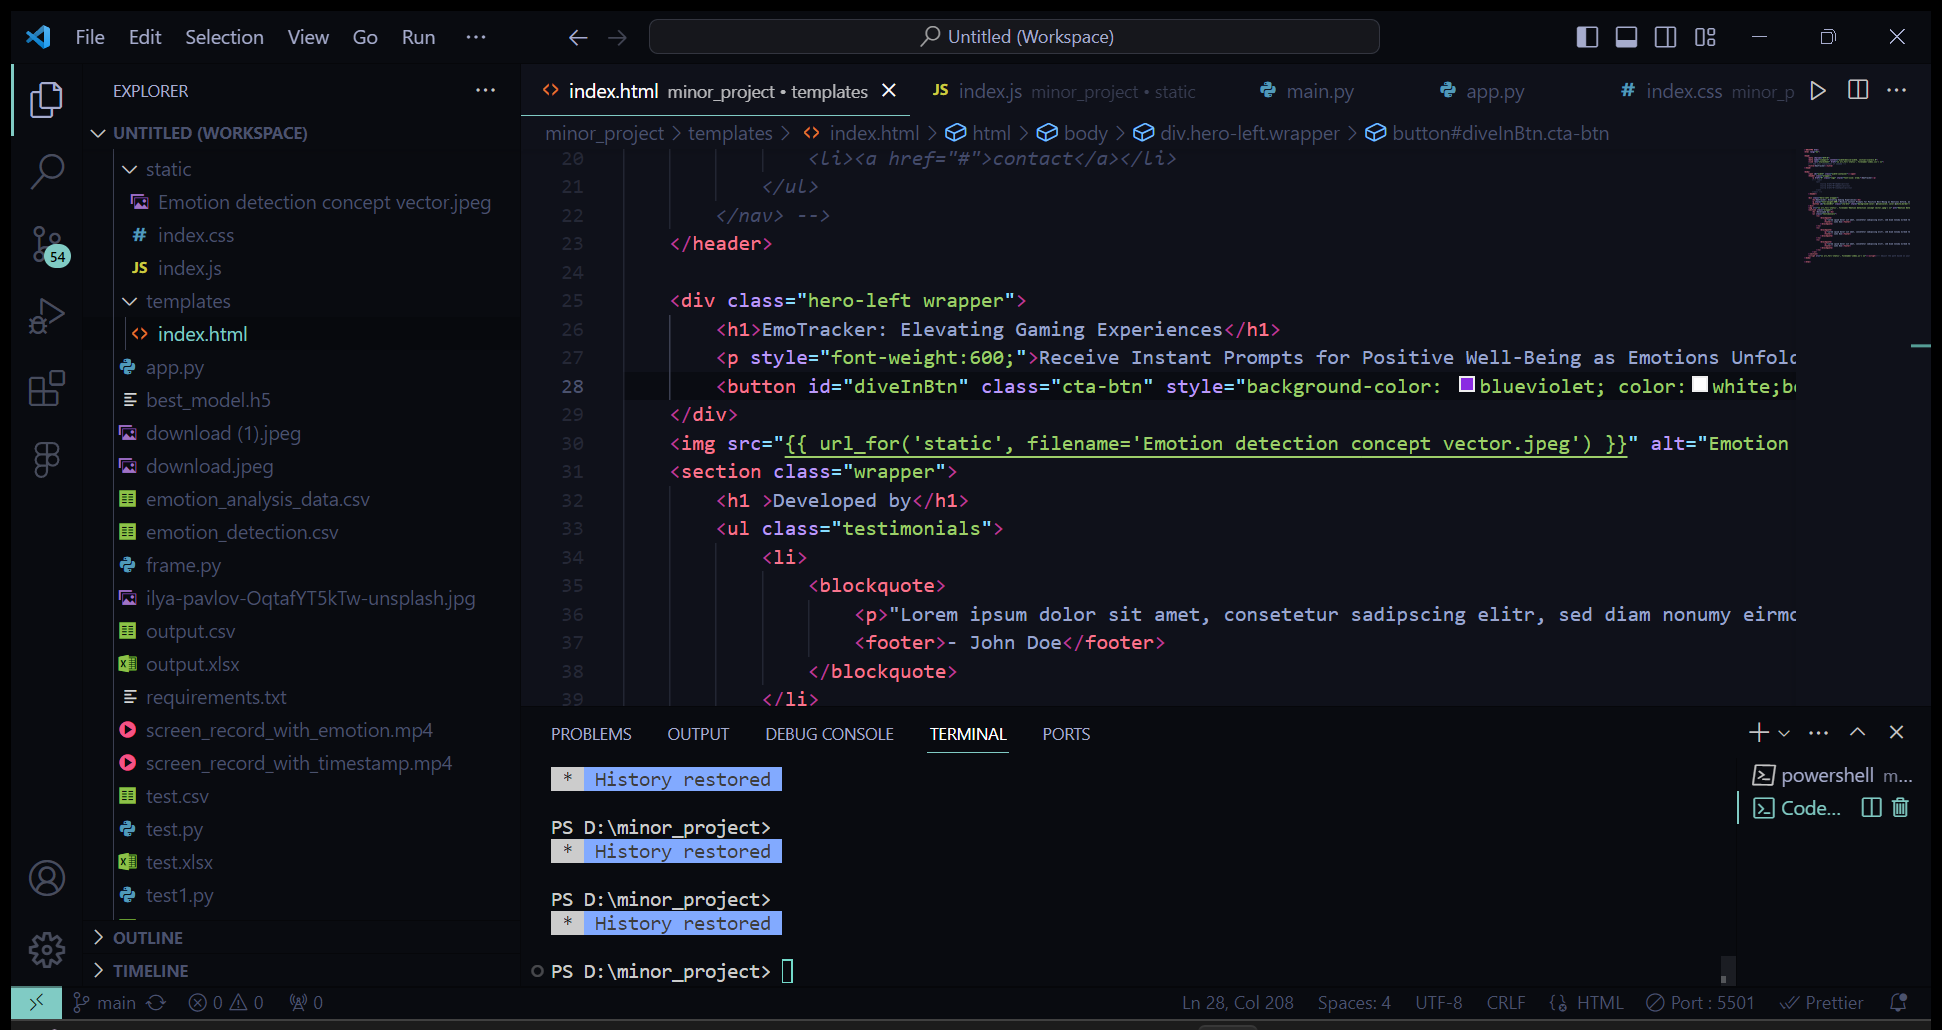 File Edit Selection View Go Run ··· Untitled (Workspace)
EXPLORER ···
UNTITLED (WORKSPACE)
static
Emotion detection concept vector.jpeg
# index.css
JS index.js
templates
<> index.html
app.py
best_model.h5
download (1).jpeg
download.jpeg
emotion_analysis_data.csv
emotion_detection.csv
frame.py
ilya-pavlov-OqtafYT5kTw-unsplash.jpg
output.csv
output.xlsx
requirements.txt
screen_record_with_emotion.mp4
screen_record_with_timestamp.mp4
test.csv
test.py
test.xlsx
test1.py
OUTLINE
TIMELINE
54
<> index.html minor_project • templates JS index.js minor_project • static main.py app.py # index.css minor_p
minor_project > templates > <> index.html > html > body > div.hero-left.wrapper > button#diveInBtn.cta-btn
20 <li><a href="#">contact</a></li>
21 </ul>
22 </nav> -->
23 </header>
24
25 <div class="hero-left wrapper">
26 <h1>EmoTracker: Elevating Gaming Experiences</h1>
27 <p style="font-weight:600;">Receive Instant Prompts for Positive Well-Being as Emotions Unfol
28 <button id="diveInBtn" class="cta-btn" style="background-color: blueviolet; color:white;b
29 </div>
30 <img src="{{ url_for('static', filename='Emotion detection concept vector.jpeg') }}" alt="Emotion
31 <section class="wrapper">
32 <h1 >Developed by</h1>
33 <ul class="testimonials">
34 <li>
35 <blockquote>
36 <p>"Lorem ipsum dolor sit amet, consetetur sadipscing elitr, sed diam nonumy eirmo
37 <footer>- John Doe</footer>
38 </blockquote>
39 </li>
PROBLEMS OUTPUT DEBUG CONSOLE TERMINAL PORTS
* History restored
PS D:\minor_project>
* History restored
PS D:\minor_project>
* History restored
PS D:\minor_project>
powershell m...
Code...
main 0 0 0 Ln 28, Col 208 Spaces: 4 UTF-8 CRLF HTML Port : 5501 Prettier